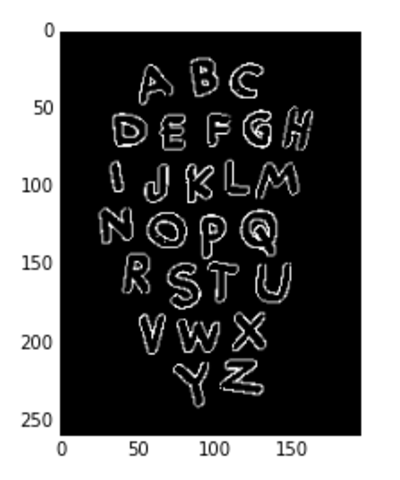 0
50
100
150
200
250
A B C
D E F G H
I J K L M
N O P Q
R S T U
V W X
Y Z
0 50 100 150